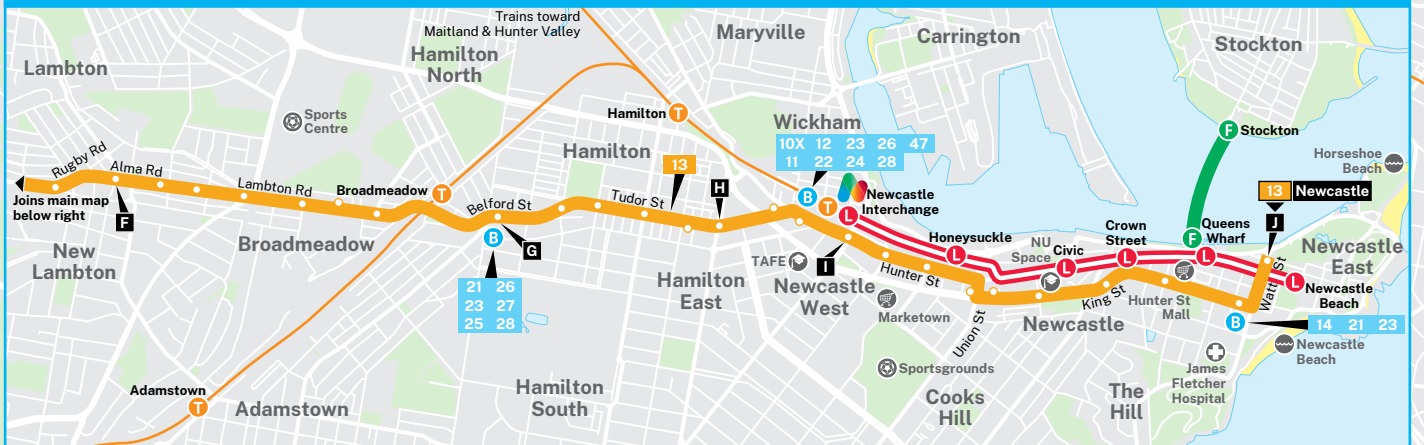 Trains toward
Maitland & Hunter Valley
Maryville
Carrington
Stockton
Lambton
Hamilton
North
Hamilton
T
Sports
Centre
Wickham
10X 12 23 26 47
11 22 24 28
F
Stockton
Horseshoe
Beach
Rugby Rd
Alma Rd
Lambton Rd
Hamilton
13
H
B
T
Newcastle
Interchange
L
13 Newcastle
J
Joins main map
below right
F
Broadmeadow
T
Belford St
Tudor St
B
G
New
Lambton
Broadmeadow
21 26
23 27
25 28
Hamilton
East
TAFE
I
Newcastle
West
Hunter St
Marketown
Honeysuckle
L
NU
Space
Civic
L
Crown
Street
L
F
Queens
Wharf
L
Newcastle
East
Watt St
L
Newcastle
Beach
King St
Hunter St
Mall
Union St
Newcastle
B
14 21 23
Newcastle
Beach
James
Fletcher
Hospital
Sportsgrounds
Cooks
Hill
The
Hill
Hamilton
South
Adamstown
T
Adamstown